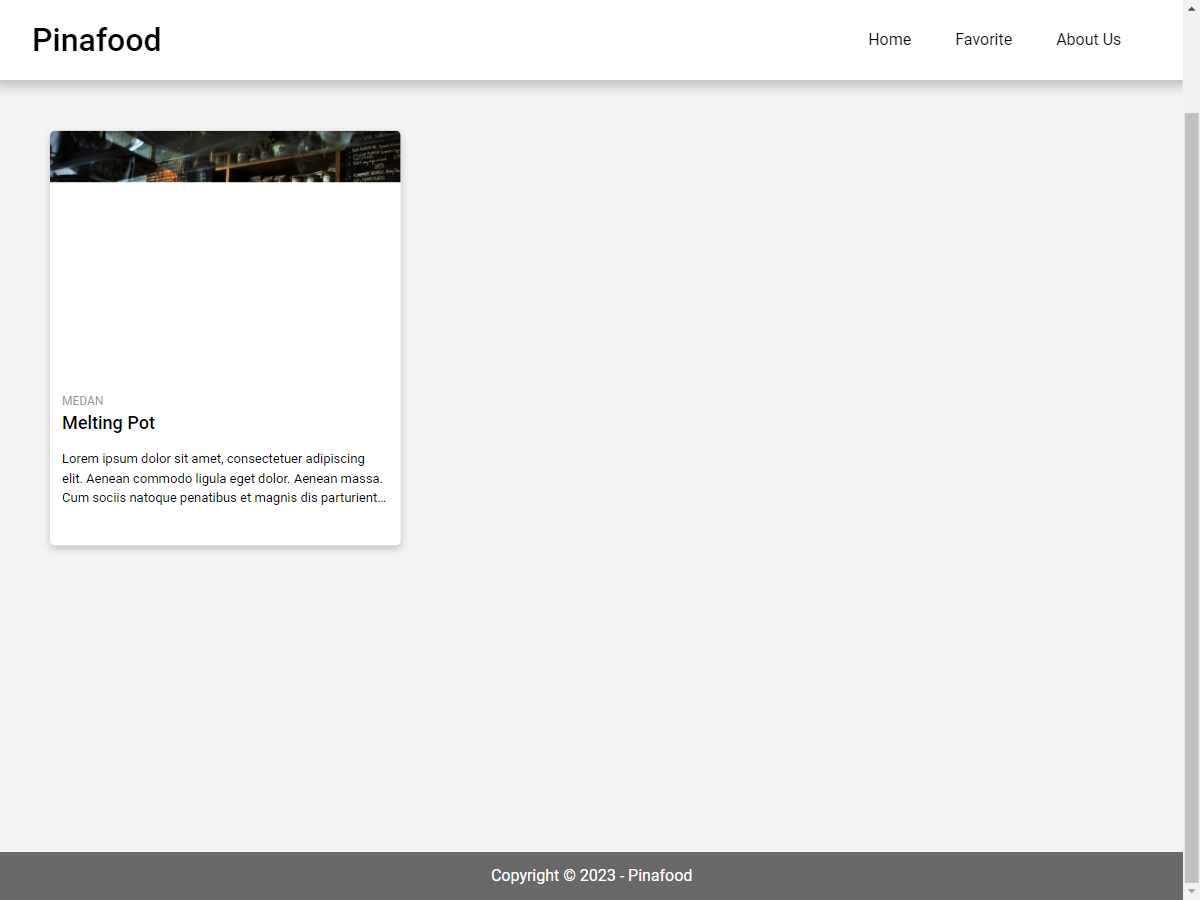 Pinafood
Home
Favorite
About Us
MEDAN
Melting Pot
Lorem ipsum dolor sit amet, consectetuer adipiscing
elit. Aenean commodo ligula eget dolor. Aenean massa.
Cum sociis natoque penatibus et magnis dis parturient...
Copyright © 2023 - Pinafood